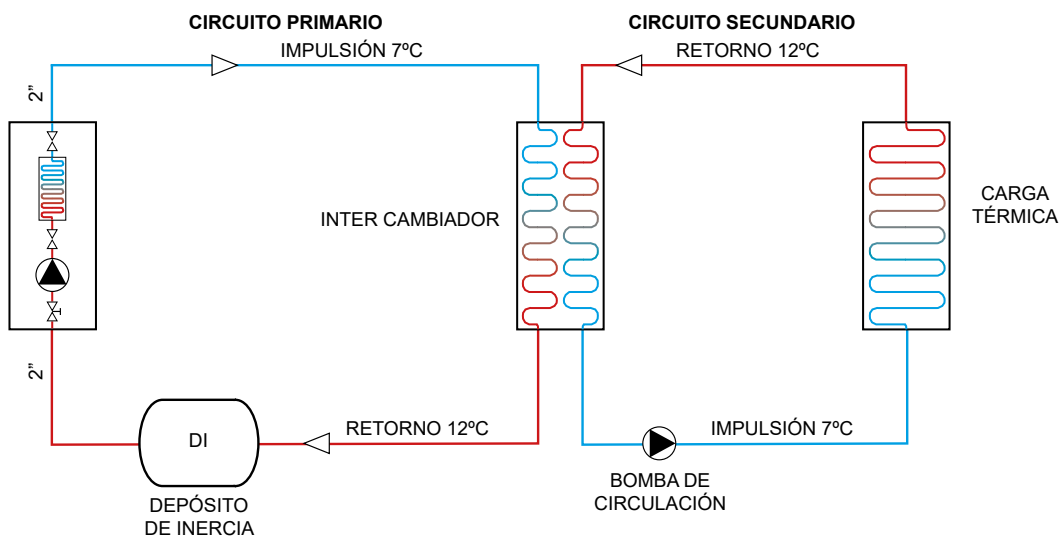 CIRCUITO PRIMARIO
CIRCUITO SECUNDARIO
IMPULSIÓN 7ºC
RETORNO 12ºC
2”
INTER CAMBIADOR
CARGA
TÉRMICA
2”
DI
RETORNO 12ºC
IMPULSIÓN 7ºC
BOMBA DE
CIRCULACIÓN
DEPÓSITO
DE INERCIA